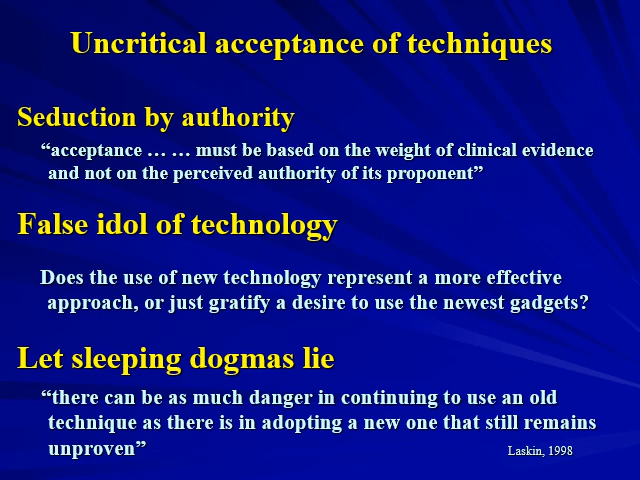 Uncritical acceptance of techniques
Seduction by authority
“acceptance … … must be based on the weight of clinical evidence
and not on the perceived authority of its proponent”
False idol of technology
Does the use of new technology represent a more effective
approach, or just gratify a desire to use the newest gadgets?
Let sleeping dogmas lie
“there can be as much danger in continuing to use an old
technique as there is in adopting a new one that still remains
unproven”
Laskin, 1998